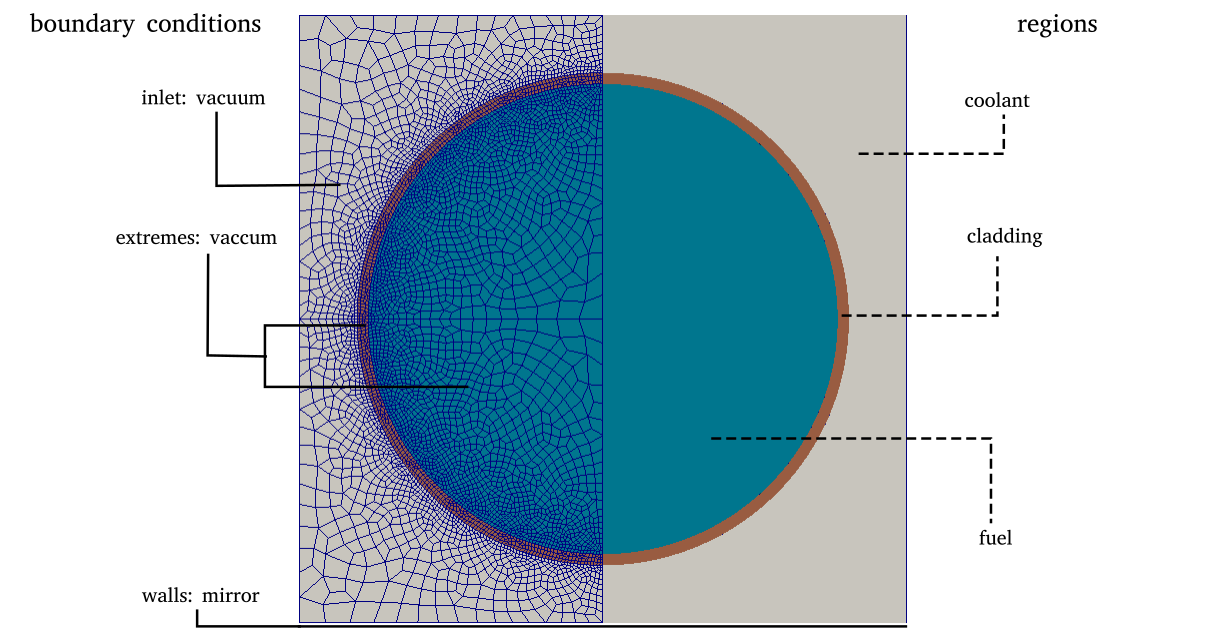 boundary conditions
regions
inlet: vacuum
coolant
extremes: vaccum
cladding
fuel
walls: mirror